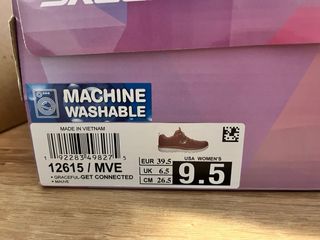 MACHINE
WASHABLE
MADE IN VIETNAM
1 92283 49827 5
12615 / MVE
• GRACEFUL-GET CONNECTED
• MAUVE
EUR 39.5
UK 6.5
CM 26.5
USA WOMEN'S
9.5